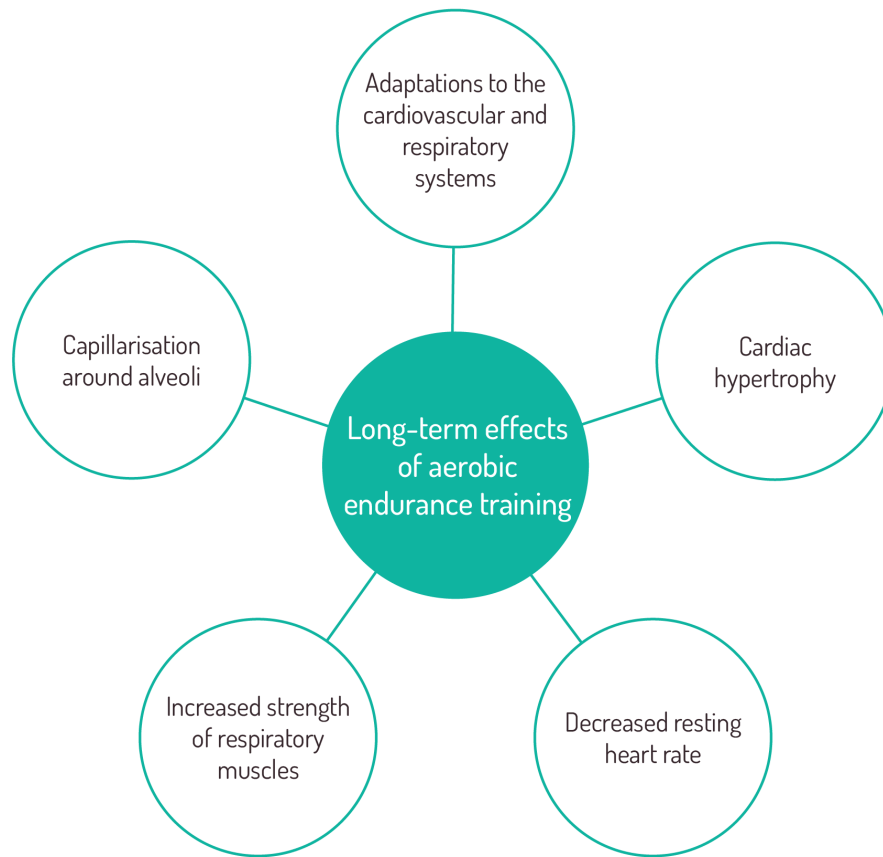 Adaptations to the
cardiovascular and
respiratory
systems
Capillarisation
around alveoli
Cardiac
hypertrophy
Long-term effects
of aerobic
endurance training
Increased strength
of respiratory
muscles
Decreased resting
heart rate